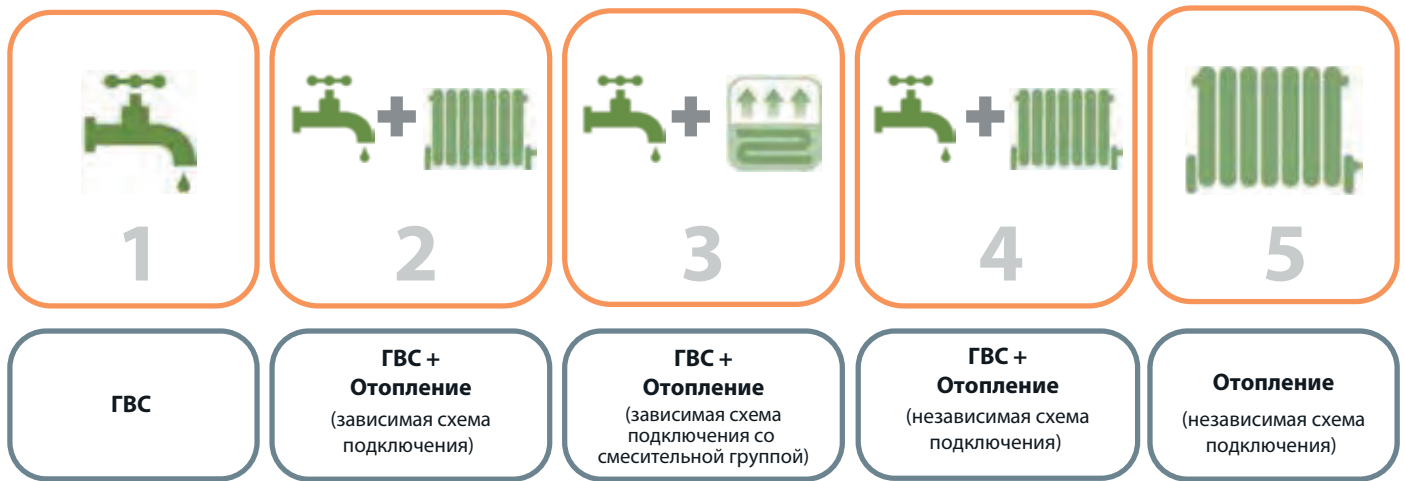 1
2
3
4
5
ГВС
ГВС +
Отопление
(зависимая схема
подключения)
ГВС +
Отопление
(зависимая схема
подключения со
смесительной группой)
ГВС +
Отопление
(независимая схема
подключения)
Отопление
(независимая схема
подключения)